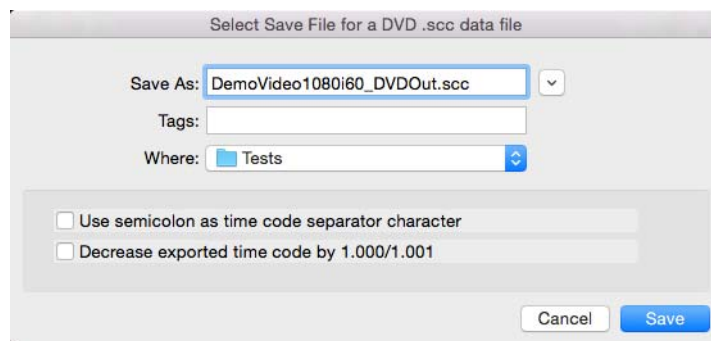 Select Save File for a DVD .scc data file
Save As: DemoVideo1080i60_DVDOut.scc
Tags:
Where: Tests
Use semicolon as time code separator character
Decrease exported time code by 1.000/1.001
Cancel Save